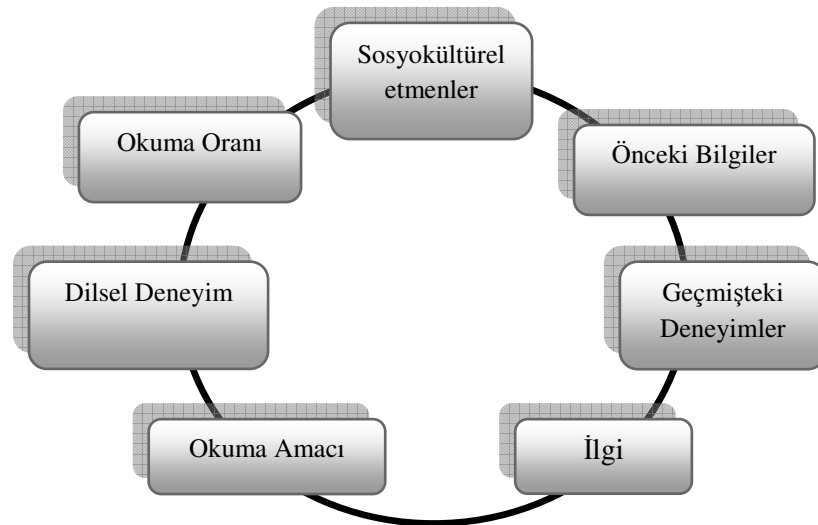 Sosyokültürel
etmenler
Önceki Bilgiler
Geçmişteki
Deneyimler
İlgi
Okuma Amacı
Dilsel Deneyim
Okuma Oranı